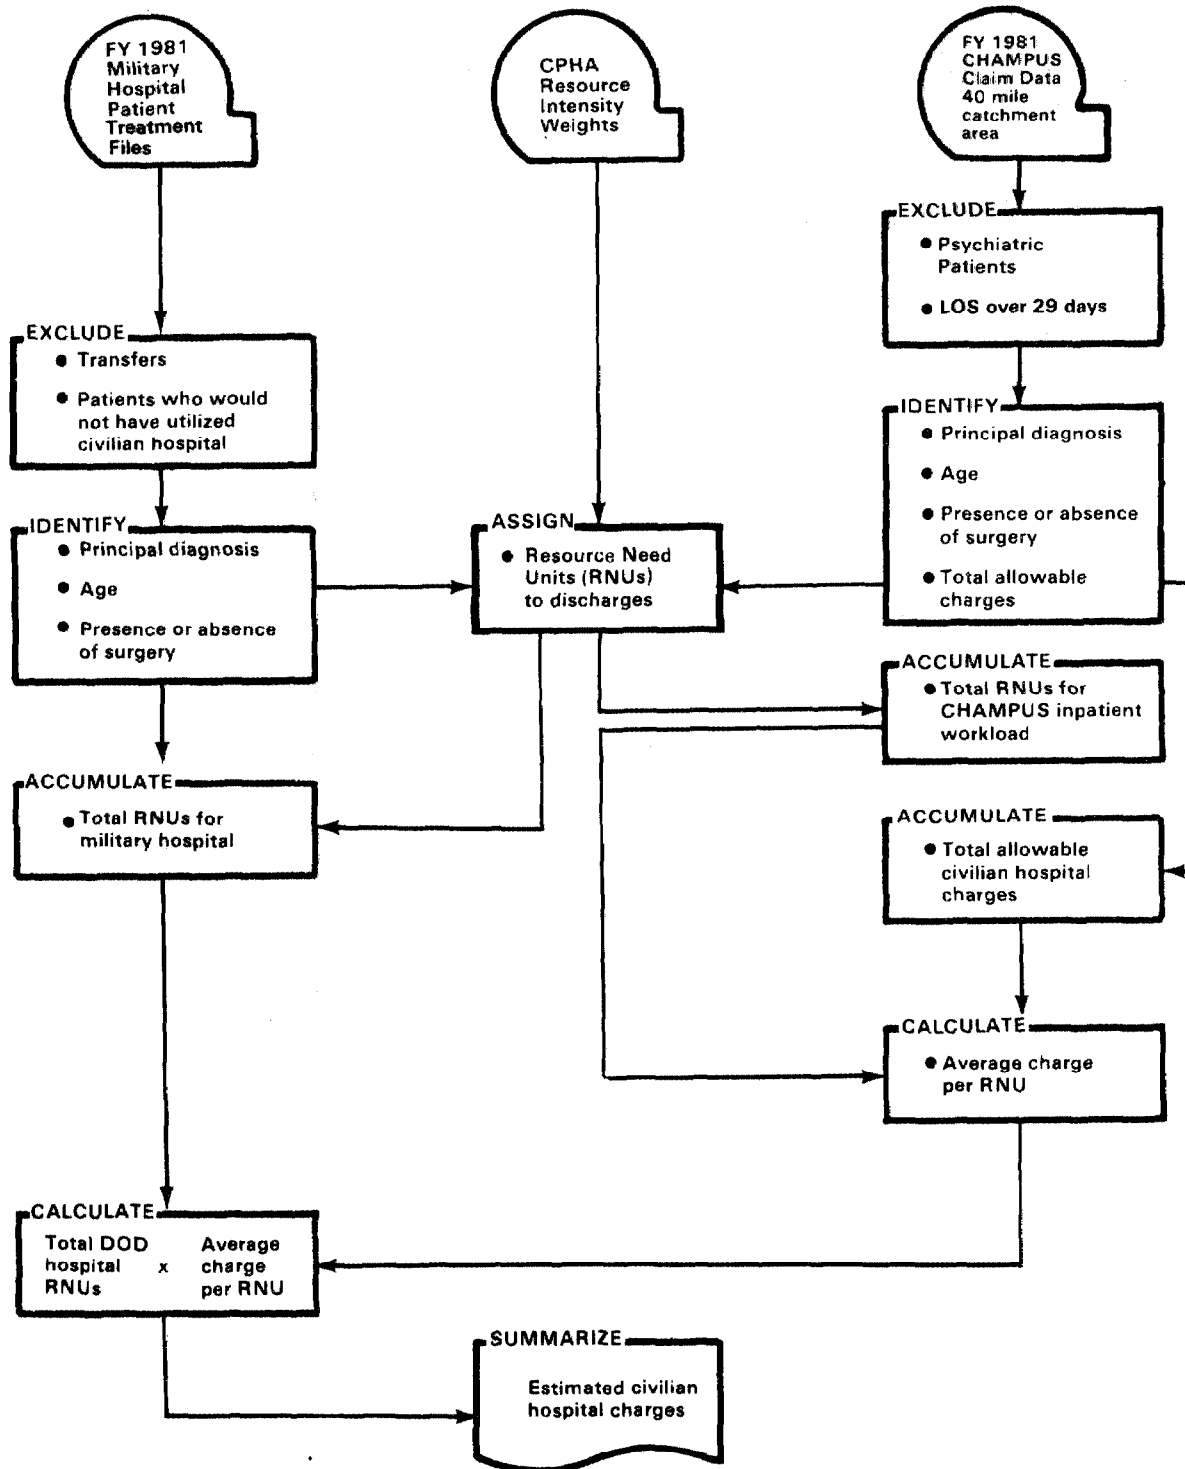 FY 1981
Military
Hospital
Patient
Treatment
Files
CPHA
Resource
Intensity
Weights
FY 1981
CHAMPUS
Claim Data
40 mile
catchment
area
EXCLUDE
● Psychiatric
Patients
● LOS over 29 days
EXCLUDE
● Transfers
● Patients who would
not have utilized
civilian hospital
IDENTIFY
● Principal diagnosis
● Age
● Presence or absence
of surgery
● Total allowable
charges
IDENTIFY
● Principal diagnosis
● Age
● Presence or absence
of surgery
ASSIGN
● Resource Need
Units (RNUs)
to discharges
ACCUMULATE
● Total RNUs for
CHAMPUS inpatient
workload
ACCUMULATE
● Total RNUs for
military hospital
ACCUMULATE
● Total allowable
civilian hospital
charges
CALCULATE
● Average charge
per RNU
CALCULATE
Total DOD
hospital
RNUs
x
Average
charge
per RNU
SUMMARIZE
Estimated civilian
hospital charges